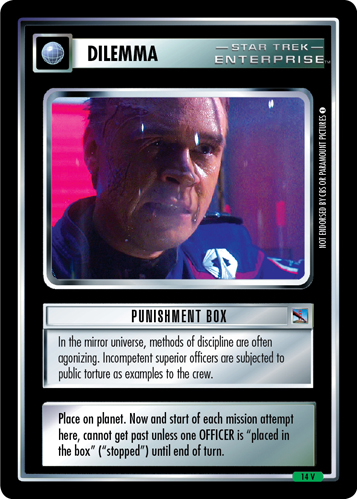 DILEMMA
STAR TREK
ENTERPRISE™
NOT ENDORSED BY CBS OR PARAMOUNT PICTURES
PUNISHMENT BOX
In the mirror universe, methods of discipline are often
agonizing. Incompetent superior officers are subjected to
public torture as examples to the crew.
Place on planet. Now and start of each mission attempt
here, cannot get past unless one OFFICER is "placed in
the box" ("stopped") until end of turn.
14 V